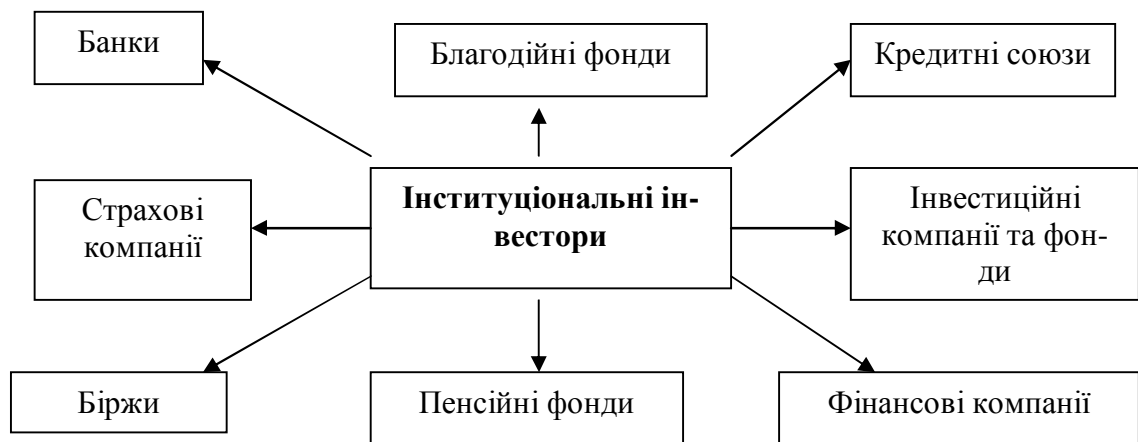 Банки
Благодійні фонди
Кредитні союзи
Страхові
компанії
Інституціональні ін-
вестори
Інвестиційні
компанії та фон-
ди
Біржи
Пенсійні фонди
Фінансові компанії